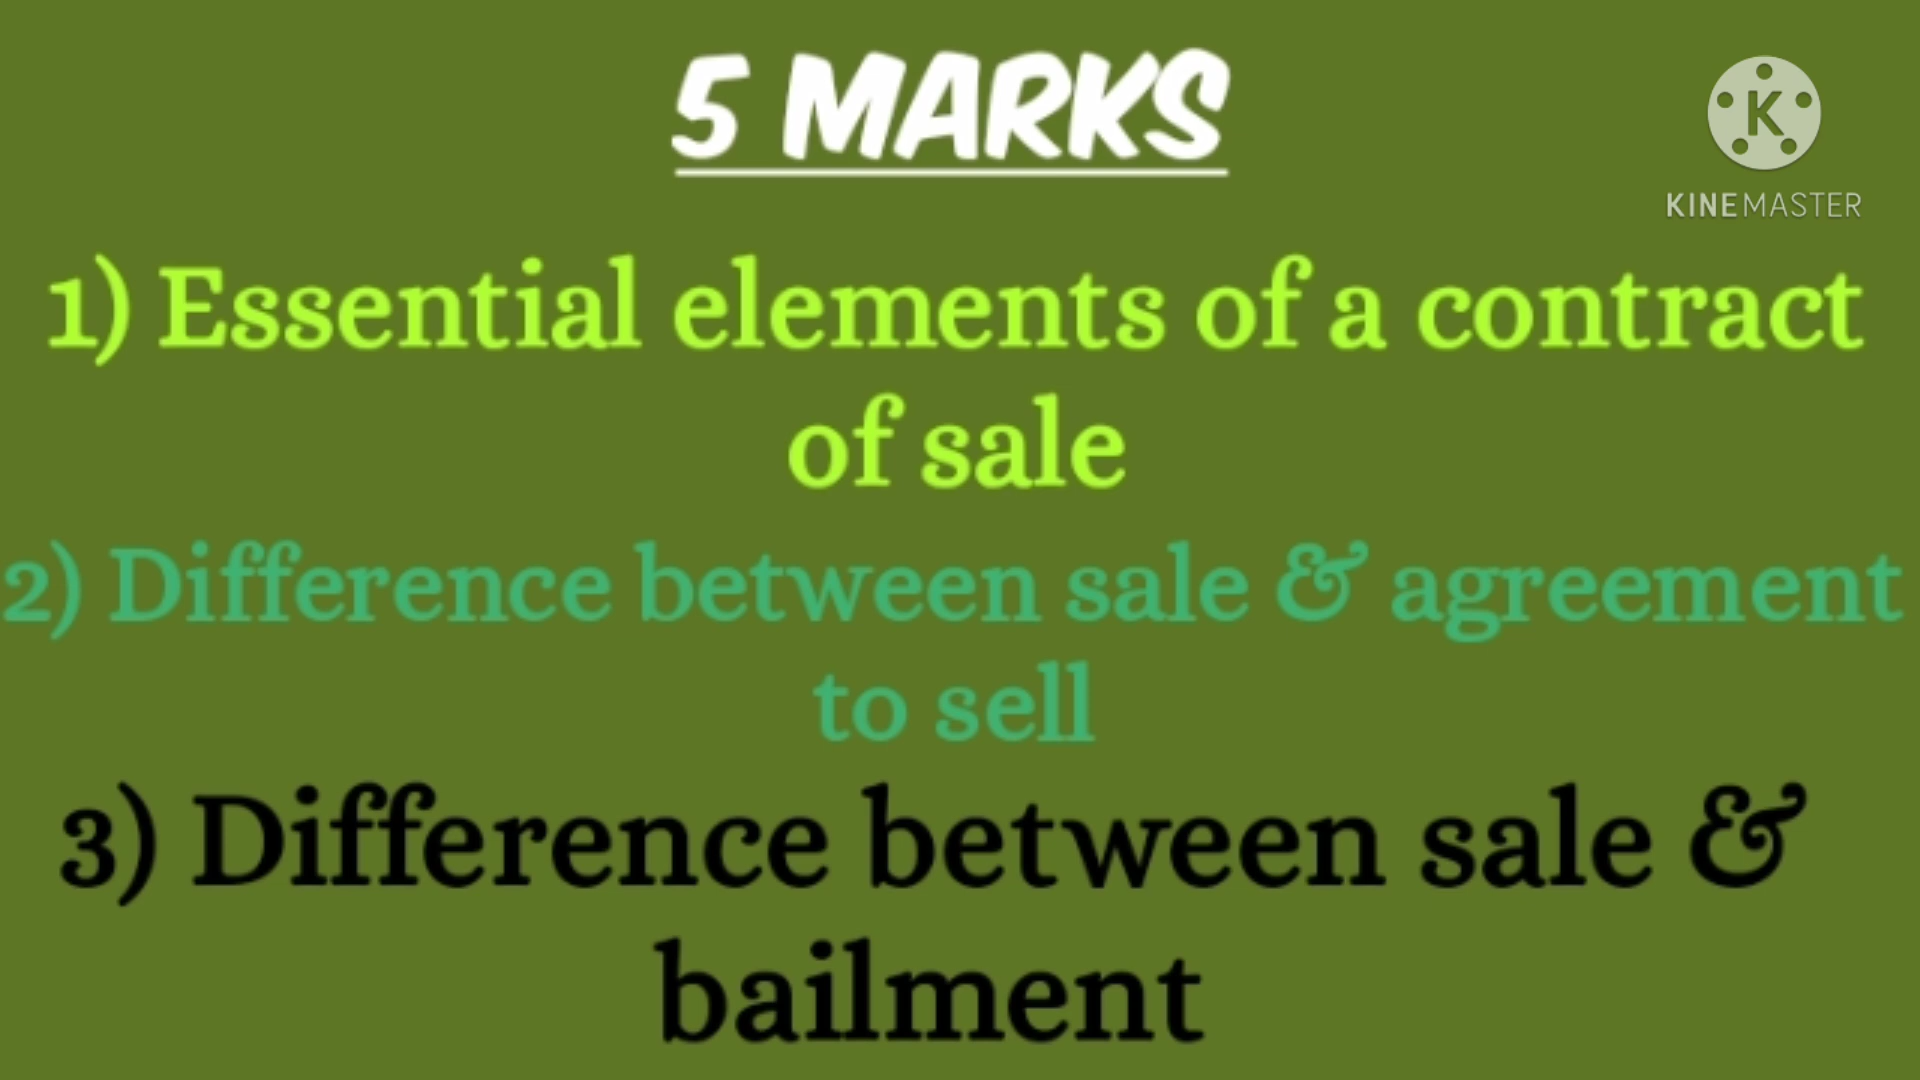 5 MARKS
K
KINEMASTER
1) Essential elements of a contract
of sale
2) Difference between sale & agreement
to sell
3) Difference between sale &
bailment